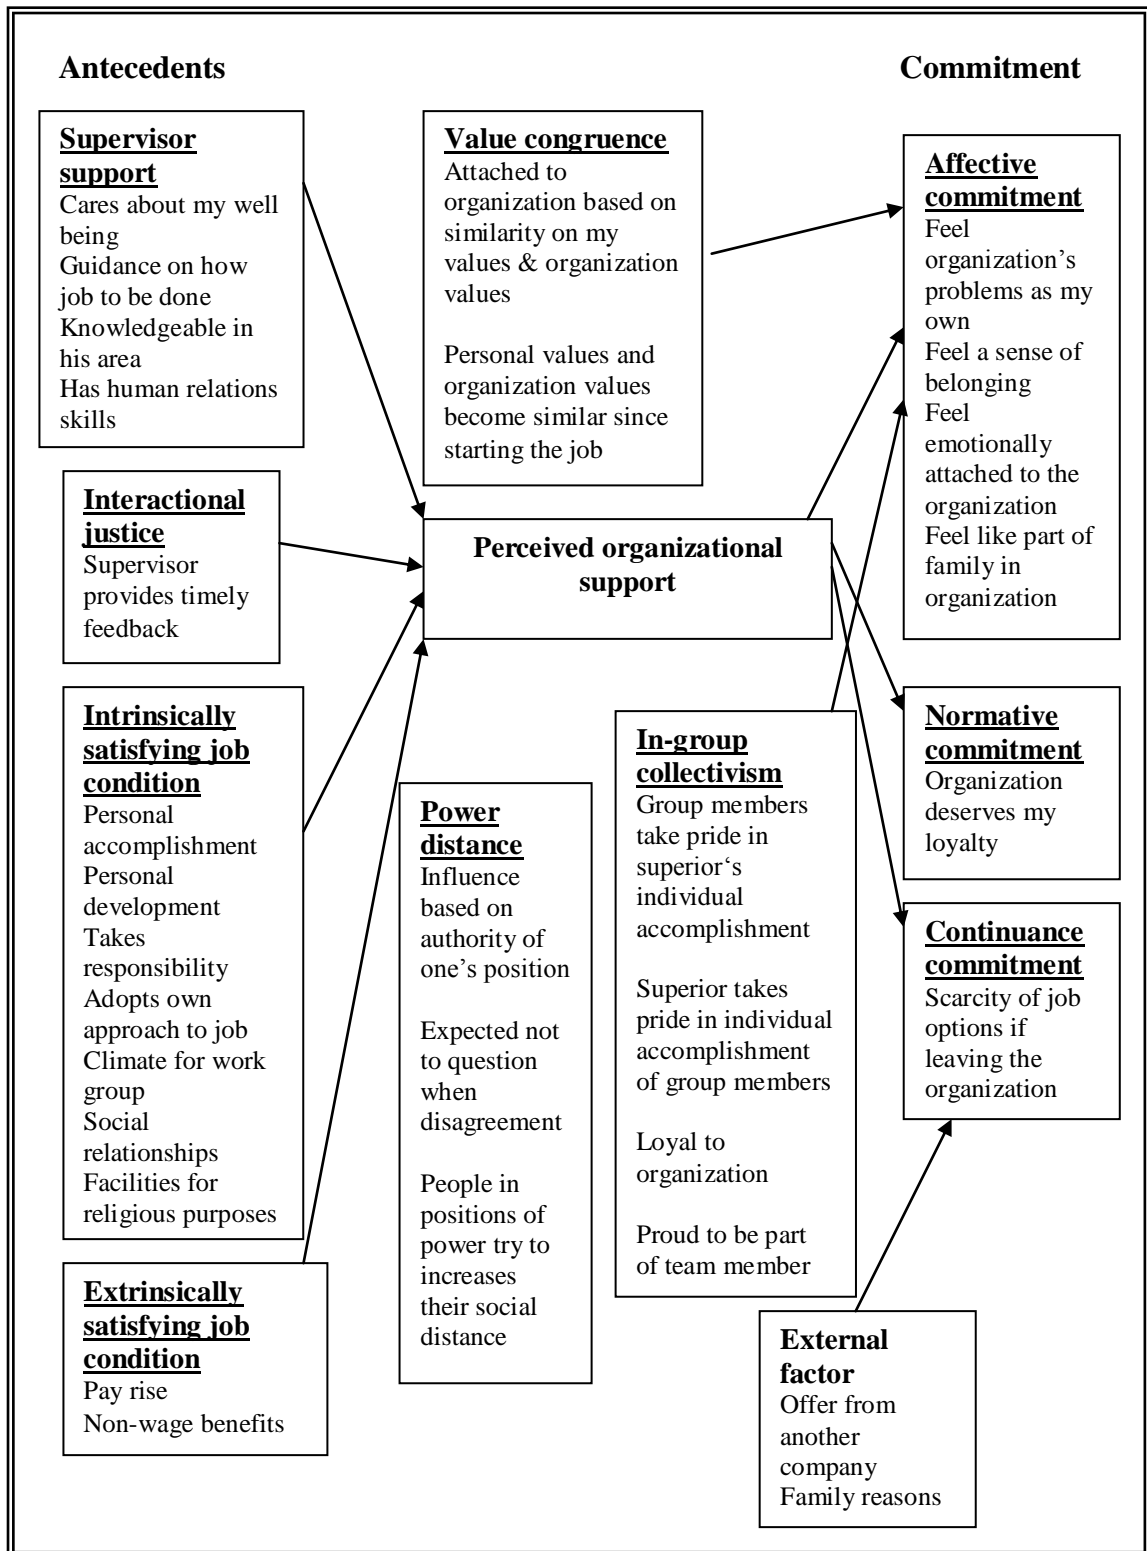 Antecedents
Commitment
Supervisor
support
Cares about my well
being
Guidance on how
job to be done
Knowledgeable in
his area
Has human relations
skills
Value congruence
Attached to
organization based on
similarity on my
values & organization
values
Personal values and
organization values
become similar since
starting the job
Affective
commitment
Feel
organization’s
problems as my
own
Feel a sense of
belonging
Feel
emotionally
attached to the
organization
Feel like part of
family in
organization
Interactional
justice
Supervisor
provides timely
feedback
Perceived organizational
support
Intrinsically
satisfying job
condition
Personal
accomplishment
Personal
development
Takes
responsibility
Adopts own
approach to job
Climate for work
group
Social
relationships
Facilities for
religious purposes
Power
distance
Influence
based on
authority of
one’s position
Expected not
to question
when
disagreement
People in
positions of
power try to
increases
their social
distance
In-group
collectivism
Group members
take pride in
superior‘s
individual
accomplishment
Superior takes
pride in individual
accomplishment
of group members
Loyal to
organization
Proud to be part
of team member
Normative
commitment
Organization
deserves my
loyalty
Continuance
commitment
Scarcity of job
options if
leaving the
organization
Extrinsically
satisfying job
condition
Pay rise
Non-wage benefits
External
factor
Offer from
another
company
Family reasons